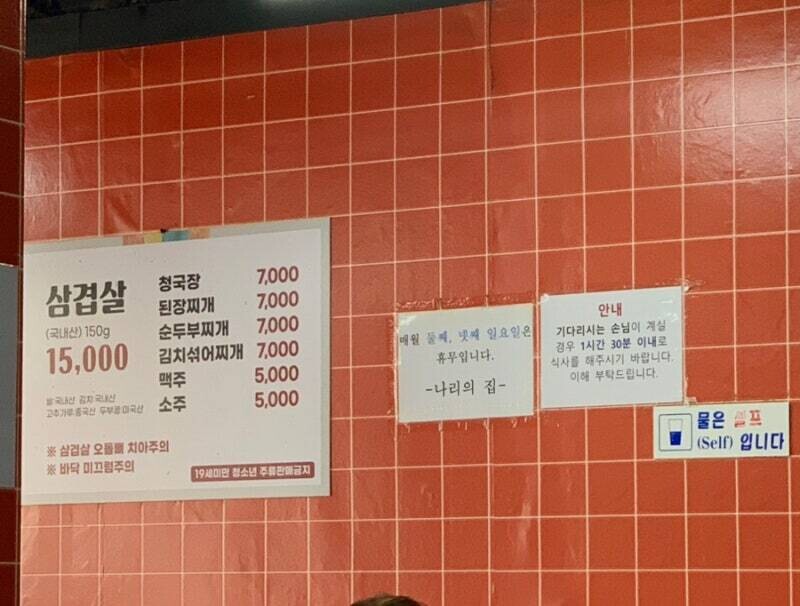 삼겹살
(국내산) 150g
15,000
쌀:국내산 김치:국내산
고추가루:중국산 두부콩:미국산
청국장 7,000
된장찌개 7,000
순두부찌개 7,000
김치섞어찌개 7,000
맥주 5,000
소주 5,000
※ 삼겹살 오돌뼈 치아주의
※ 바닥 미끄럼주의
19세미만 청소년 주류판매금지
매월 둘째, 넷째 일요일은
휴무입니다.
-나리의 집-
안내
기다리시는 손님이 계실
경우 1시간 30분 이내로
식사를 해주시기 바랍니다.
이해 부탁드립니다.
물은 셀프
(Self) 입니다